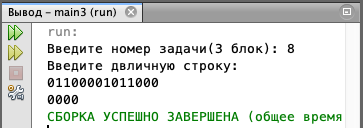 Вывод – main3 (run)
run:
Введите номер задачи(3 блок): 8
Введите двличную строку:
01100001011000
0000
СБОРКА УСПЕШНО ЗАВЕРШЕНА (общее время